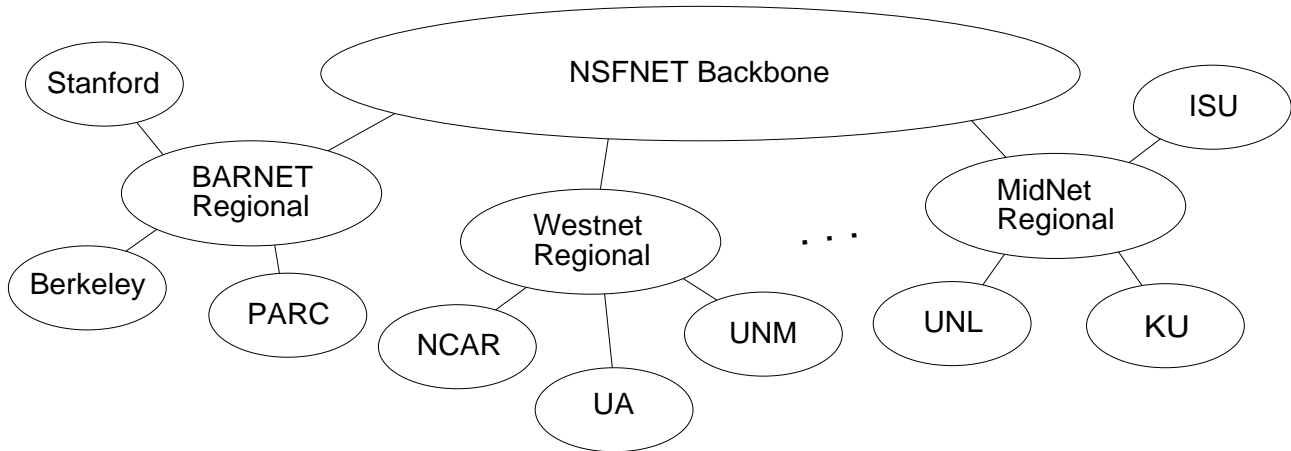 NSFNET Backbone
Stanford
ISU
BARNET
Regional
MidNet
Regional
Westnet
Regional
. . .
Berkeley
PARC
NCAR
UNM
UNL
KU
UA